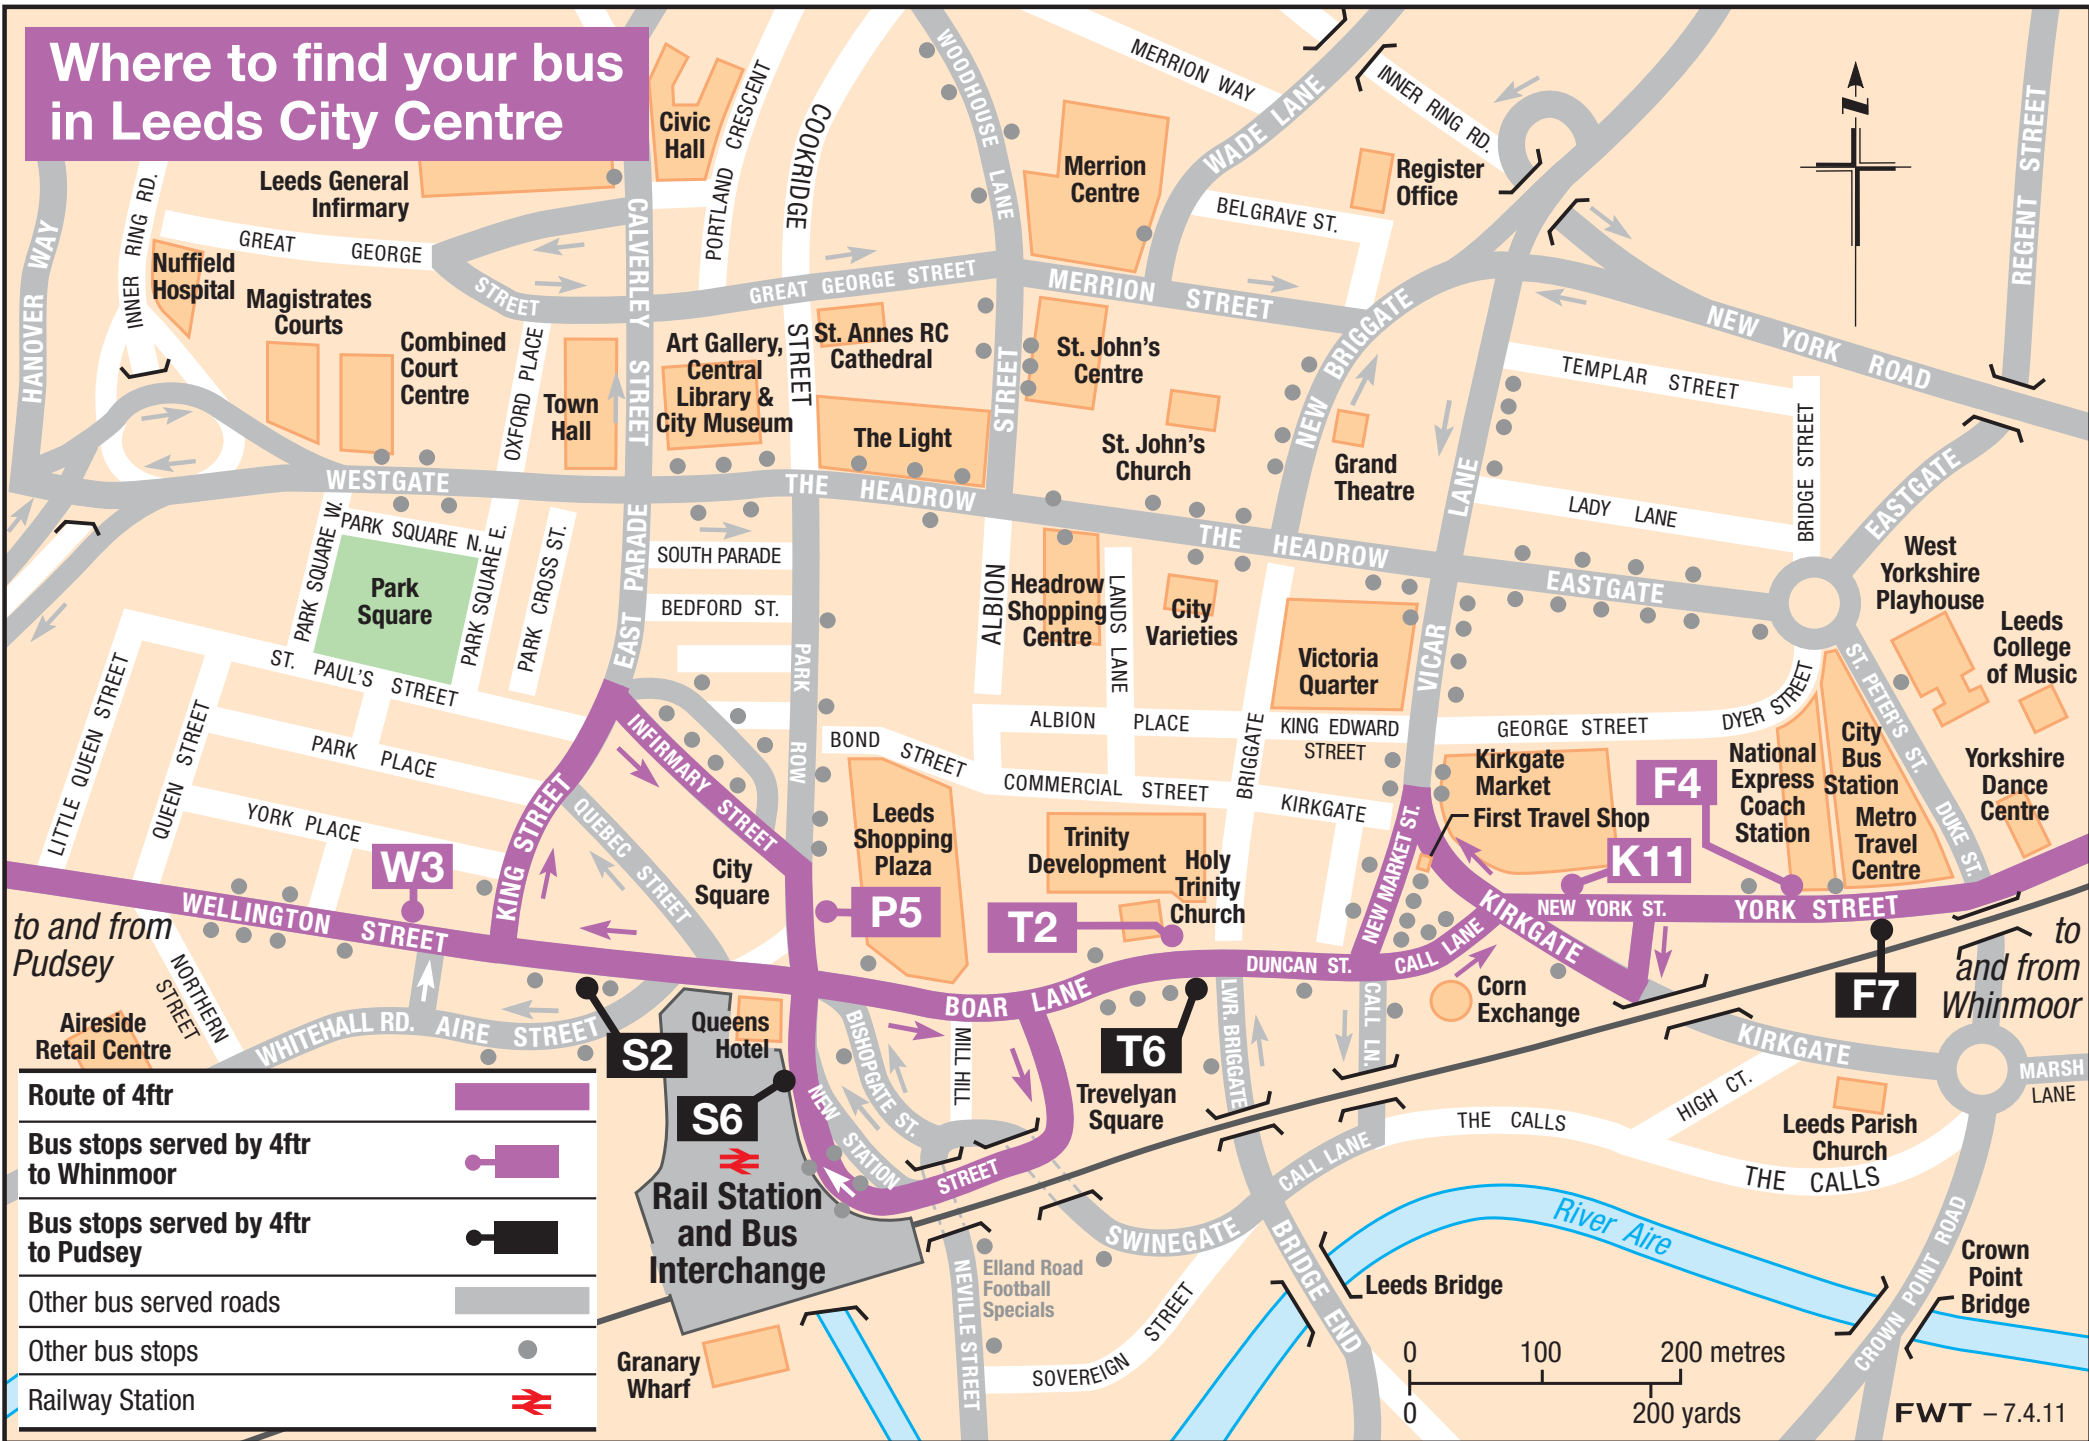 Where to find your bus
in Leeds City Centre
Civic
Hall
PORTLAND CRESCENT
COOKRIDGE
STREET
WOODHOUSE LANE
MERRION WAY
WADE LANE
INNER RING RD.
Register
Office
REGENT STREET
Merrion
Centre
BELGRAVE ST.
Leeds General
Infirmary
INNER RING RD.
HANOVER WAY
GREAT GEORGE
STREET
Nuffield
Hospital
Magistrates
Courts
Combined
Court
Centre
OXFORD PLACE
Town
Hall
CALVERLEY STREET
GREAT GEORGE STREET
MERRION STREET
Art Gallery,
Central
Library &
City Museum
St. Annes RC
Cathedral
The Light
STREET
St. John's
Centre
St. John's
Church
NEW BRIGGATE
Grand
Theatre
NEW YORK ROAD
TEMPLAR STREET
BRIDGE STREET
LADY LANE
EASTGATE
WESTGATE
THE HEADROW
THE HEADROW
EASTGATE
PARK SQUARE W.
PARK SQUARE N.
PARK SQUARE E.
PARK CROSS ST.
Park
Square
EAST PARADE
SOUTH PARADE
BEDFORD ST.
PARK ROW
ALBION
Headrow
Shopping
Centre
LANDS LANE
City
Varieties
Victoria
Quarter
VICAR LANE
West
Yorkshire
Playhouse
Leeds
College
of Music
ST. PETER'S ST.
DUKE ST.
LITTLE QUEEN STREET
QUEEN STREET
ST. PAUL'S STREET
PARK PLACE
YORK PLACE
KING STREET
INFIRMARY STREET
QUEBEC STREET
City
Square
BOND STREET
ALBION PLACE
COMMERCIAL STREET
BRIGGATE
KING EDWARD
STREET
KIRKGATE
GEORGE STREET
DYER STREET
Kirkgate
Market
First Travel Shop
National
Express
Coach
Station
City
Bus
Station
Metro
Travel
Centre
Yorkshire
Dance
Centre
Leeds
Shopping
Plaza
Trinity
Development
Holy
Trinity
Church
NEW MARKET ST.
F4
K11
W3
P5
T2
WELLINGTON STREET
to and from
Pudsey
NORTHERN
STREET
Aireside
Retail Centre
WHITEHALL RD.
AIRE STREET
S2
Queens
Hotel
S6
BOAR LANE
DUNCAN ST.
CALL LANE
KIRKGATE
NEW YORK ST.
YORK STREET
F7
to
and from
Whinmoor
Corn
Exchange
BISHOPGATE ST.
MILL HILL
T6
Trevelyan
Square
LWR. BRIGGATE
CALL LN.
NEW STATION
STREET
Rail Station
and Bus
Interchange
KIRKGATE
MARSH
LANE
HIGH CT.
THE CALLS
THE CALLS
Leeds Parish
Church
CALL LANE
SWINEGATE
Elland Road
Football
Specials
NEVILLE STREET
SOVEREIGN STREET
BRIDGE END
River Aire
Leeds Bridge
CROWN POINT ROAD
Crown
Point
Bridge
Granary
Wharf
Route of 4ftr
Bus stops served by 4ftr
to Whinmoor
Bus stops served by 4ftr
to Pudsey
Other bus served roads
Other bus stops
Railway Station
0 100 200 metres
0 200 yards
FWT – 7.4.11